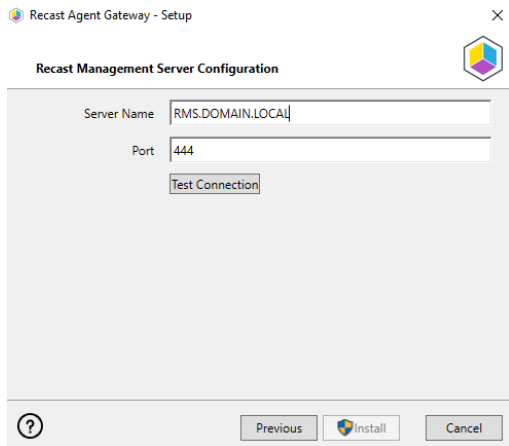 Recast Agent Gateway - Setup
Recast Management Server Configuration
Server Name RMS.DOMAIN.LOCAL
Port 444
Test Connection
? Previous Install Cancel